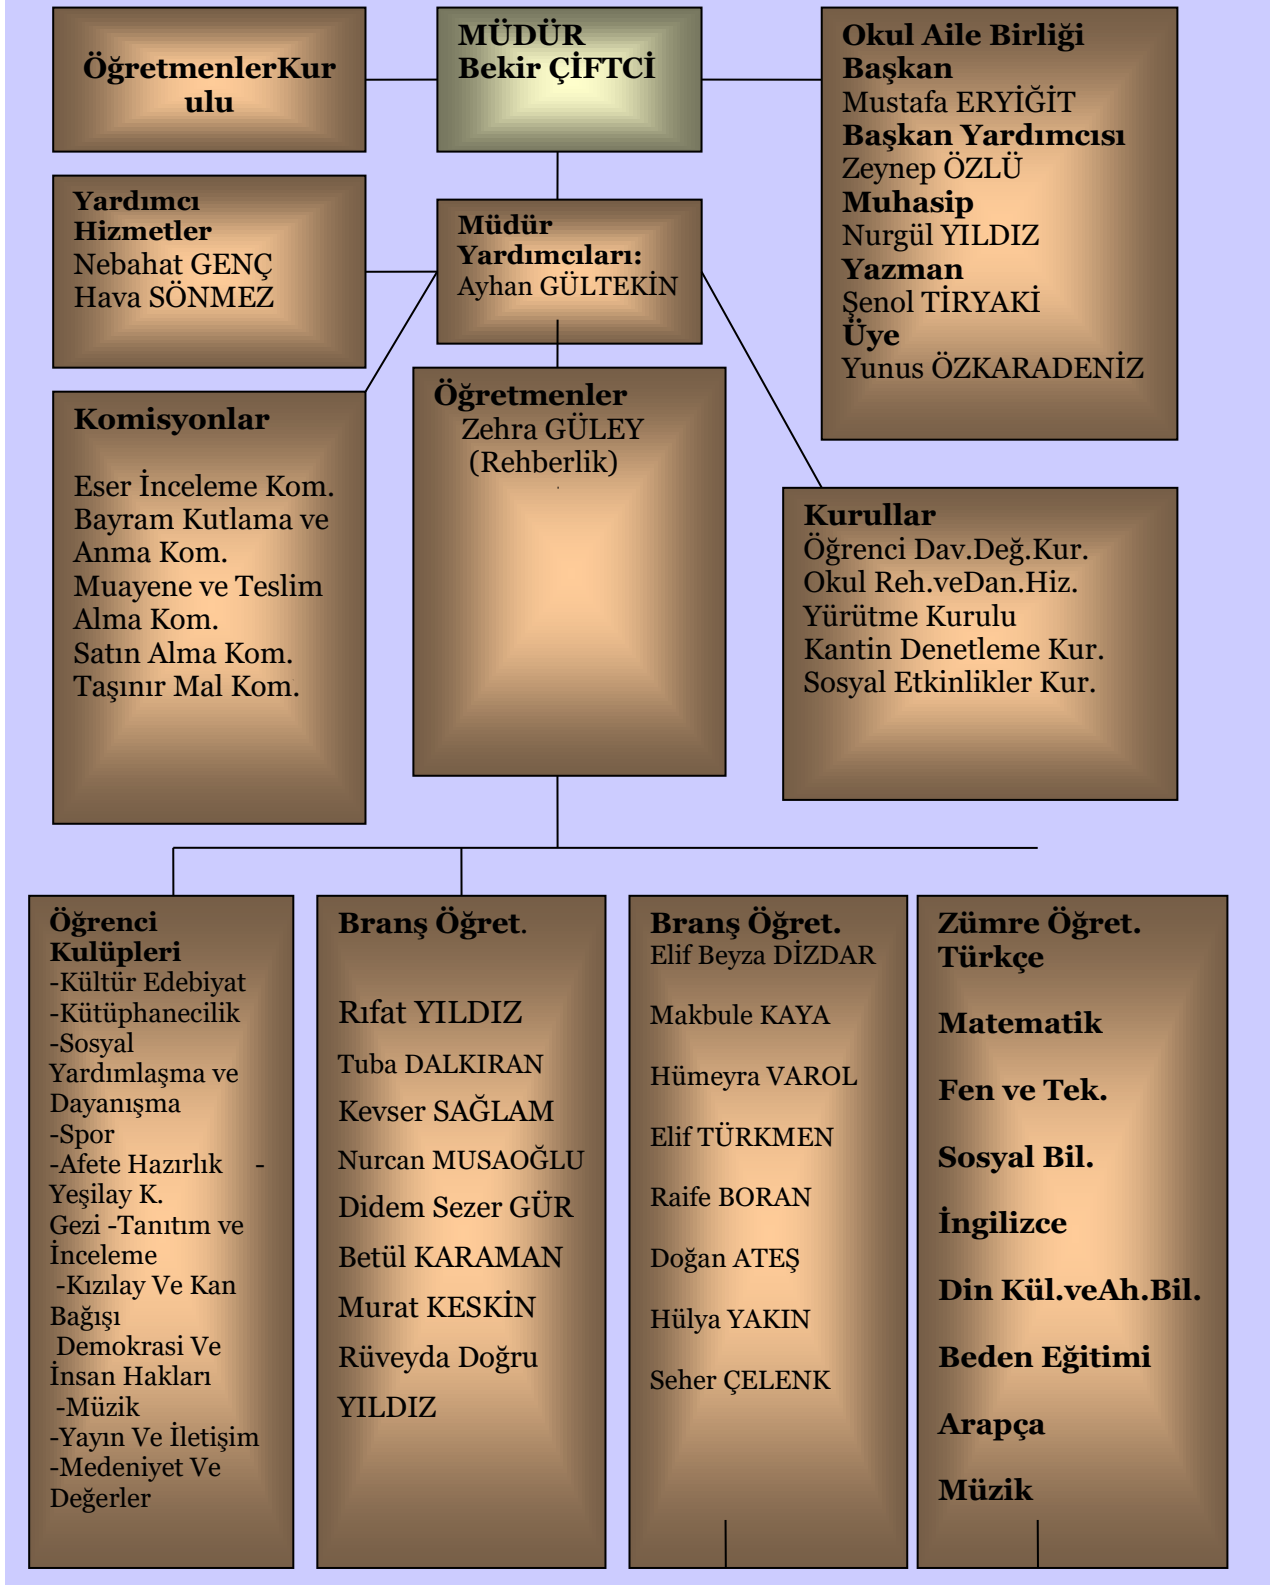 ÖğretmenlerKur
ulu
MÜDÜR
Bekir ÇİFTCİ
Okul Aile Birliği
Başkan
Mustafa ERYİĞİT
Başkan Yardımcısı
Zeynep ÖZLÜ
Muhasip
Nurgül YILDIZ
Yazman
Şenol TİRYAKİ
Üye
Yunus ÖZKARADENİZ
Yardımcı
Hizmetler
Nebahat GENÇ
Hava SÖNMEZ
Müdür
Yardımcıları:
Ayhan GÜLTEKİN
Komisyonlar
Eser İnceleme Kom.
Bayram Kutlama ve
Anma Kom.
Muayene ve Teslim
Alma Kom.
Satın Alma Kom.
Taşınır Mal Kom.
Öğretmenler
Zehra GÜLEY
(Rehberlik)
Kurullar
Öğrenci Dav.Değ.Kur.
Okul Reh.veDan.Hiz.
Yürütme Kurulu
Kantin Denetleme Kur.
Sosyal Etkinlikler Kur.
Öğrenci
Kulüpleri
-Kültür Edebiyat
-Kütüphanecilik
-Sosyal
Yardımlaşma ve
Dayanışma
-Spor
-Afete Hazırlık -
Yeşilay K.
Gezi -Tanıtım ve
İnceleme
-Kızılay Ve Kan
Bağışı
Demokrasi Ve
İnsan Hakları
-Müzik
-Yayın Ve İletişim
-Medeniyet Ve
Değerler
Branş Öğret.
Rıfat YILDIZ
Tuba DALKIRAN
Kevser SAĞLAM
Nurcan MUSAOĞLU
Didem Sezer GÜR
Betül KARAMAN
Murat KESKİN
Rüveyda Doğru
YILDIZ
Branş Öğret.
Elif Beyza DİZDAR
Makbule KAYA
Hümeyra VAROL
Elif TÜRKMEN
Raife BORAN
Doğan ATEŞ
Hülya YAKIN
Seher ÇELENK
Zümre Öğret.
Türkçe
Matematik
Fen ve Tek.
Sosyal Bil.
İngilizce
Din Kül.veAh.Bil.
Beden Eğitimi
Arapça
Müzik